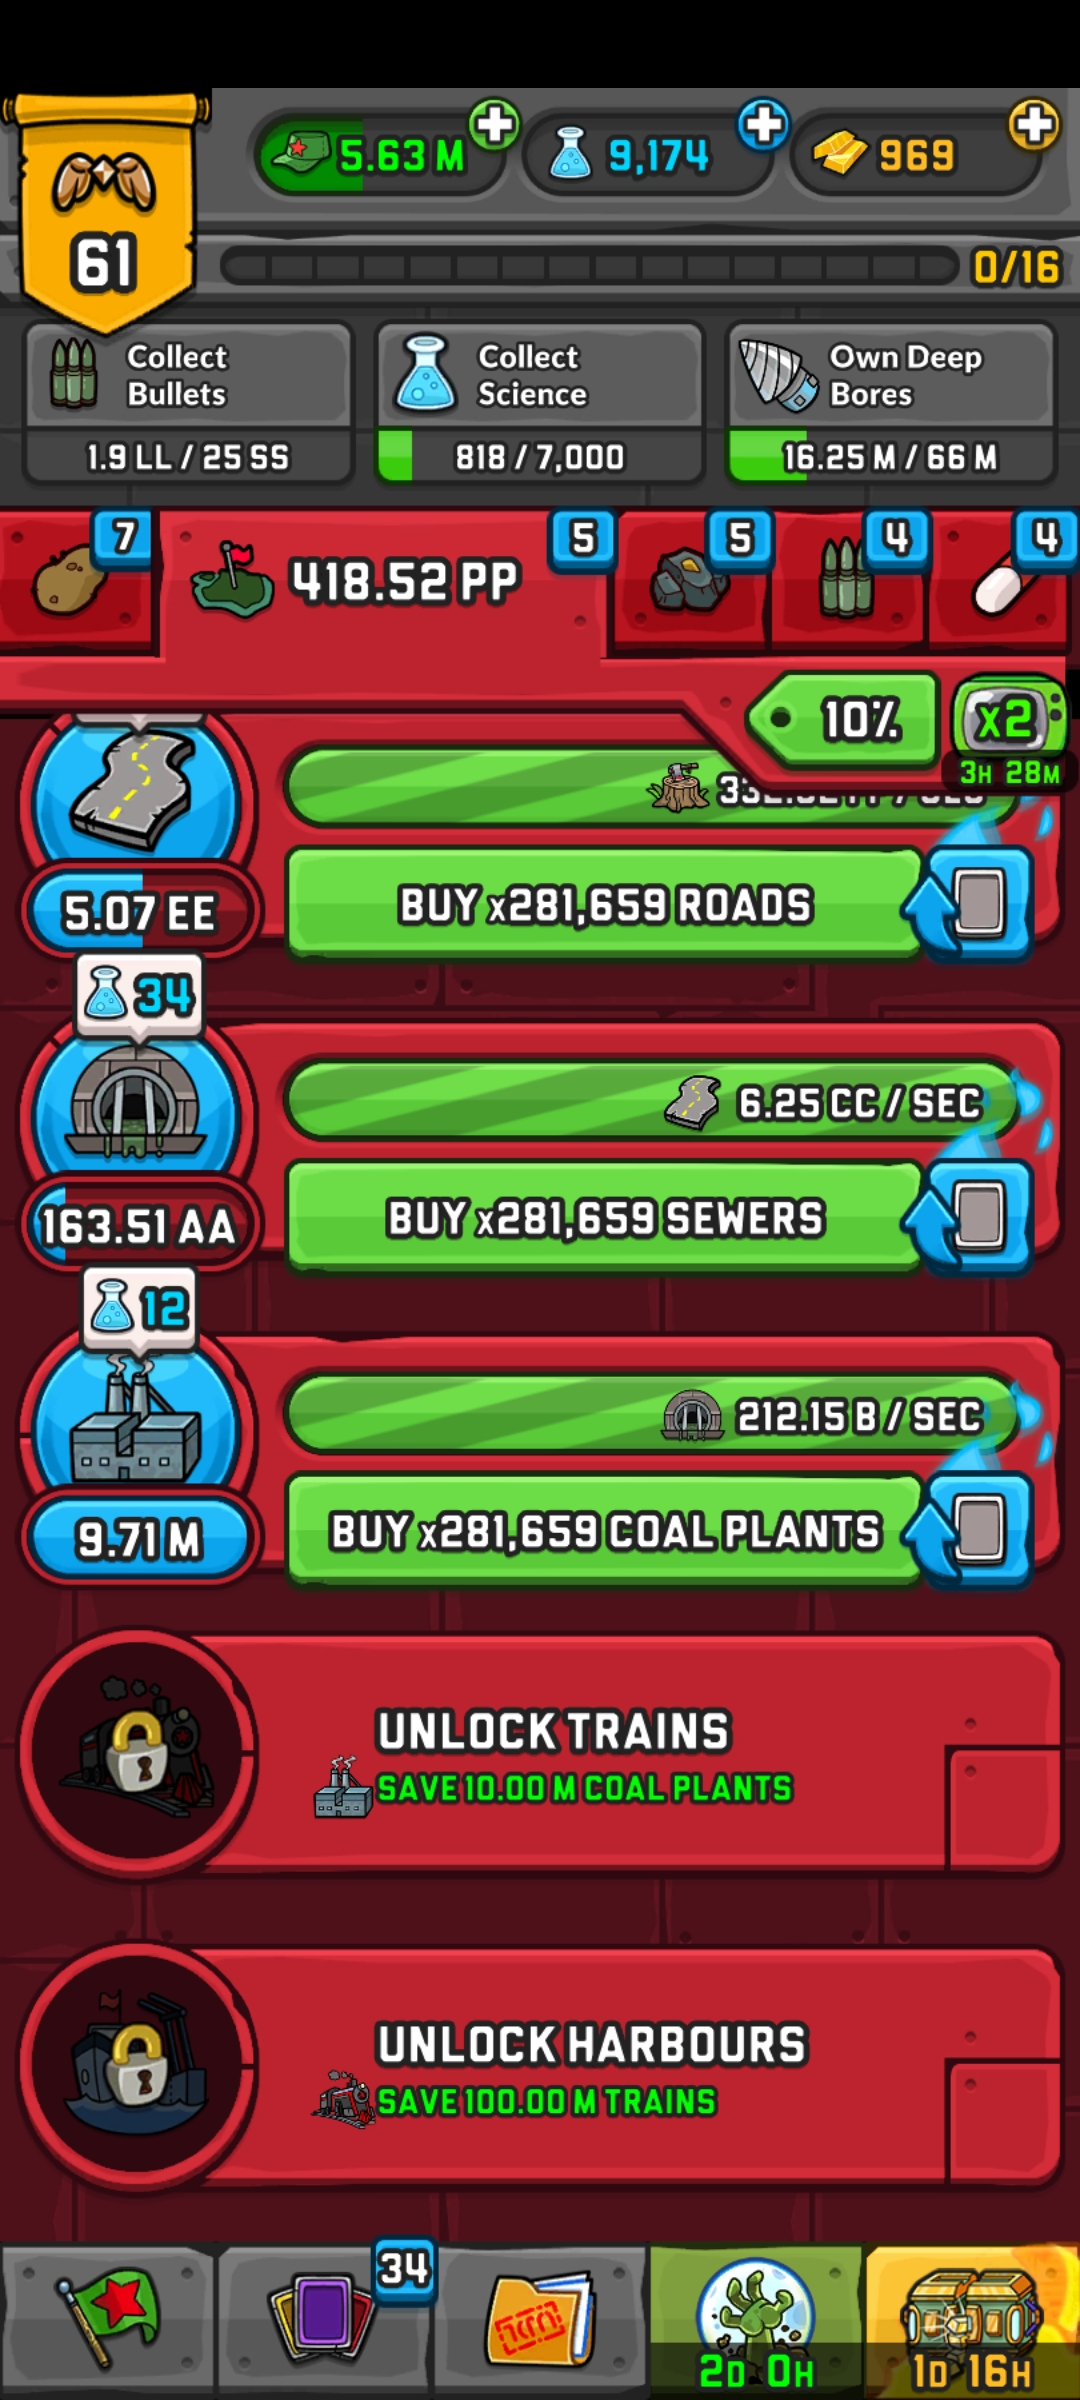 5.63 M
9,174
969
61
0/16
Collect
Bullets
1.9 LL / 25 SS
Collect
Science
818 / 7,000
Own Deep
Bores
16.25 M / 66 M
7
418.52 PP
5
5
4
4
10%
x2
3H 28M
/ SEC
BUY x281,659 ROADS
5.07 EE
34
6.25 CC / SEC
BUY x281,659 SEWERS
163.51 AA
12
212.15 B / SEC
BUY x281,659 COAL PLANTS
9.71 M
UNLOCK TRAINS
SAVE 10.00 M COAL PLANTS
UNLOCK HARBOURS
SAVE 100.00 M TRAINS
34
2D 0H
1D 16H